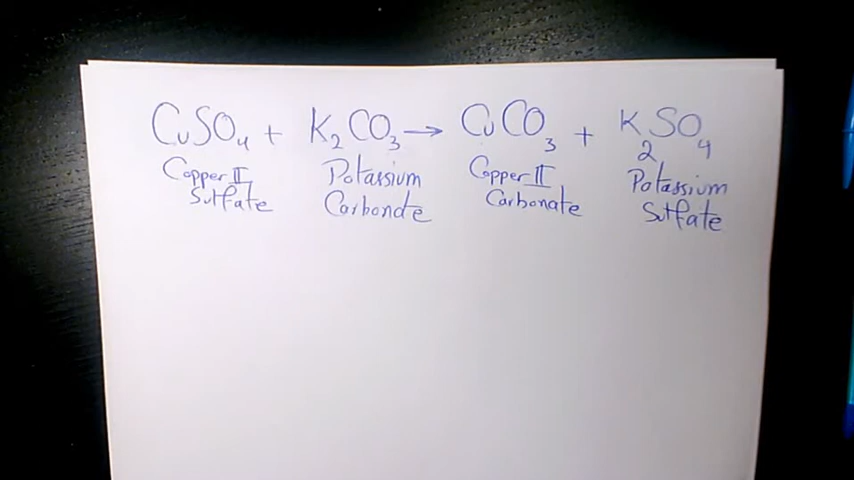 CuSO₄ + K₂CO₃ → CuCO₃ + K₂SO₄
Copper II Potassium Copper II Potassium
Sulfate Carbonate Carbonate Sulfate